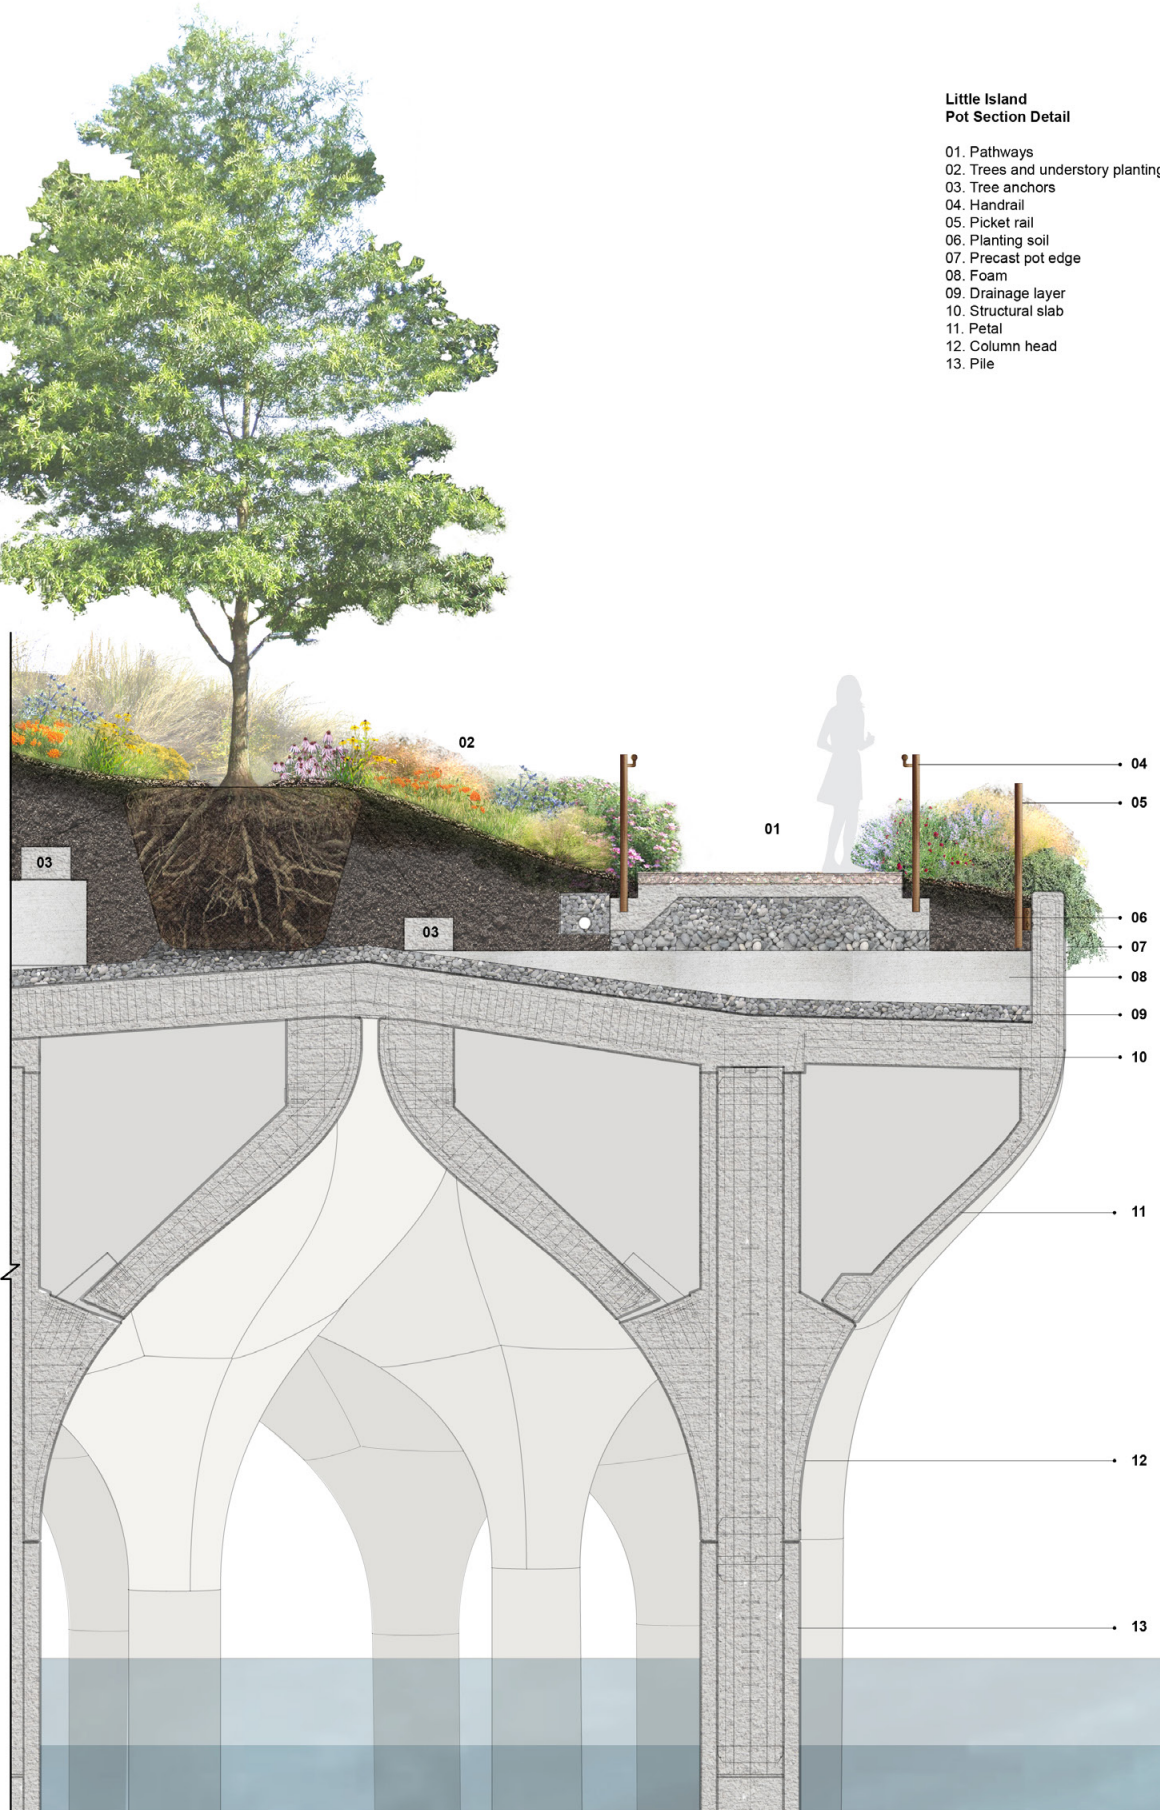 Little Island
Pot Section Detail
01. Pathways
02. Trees and understory planting
03. Tree anchors
04. Handrail
05. Picket rail
06. Planting soil
07. Precast pot edge
08. Foam
09. Drainage layer
10. Structural slab
11. Petal
12. Column head
13. Pile
02
04
05
01
03
06
03
07
08
09
10
11
12
13